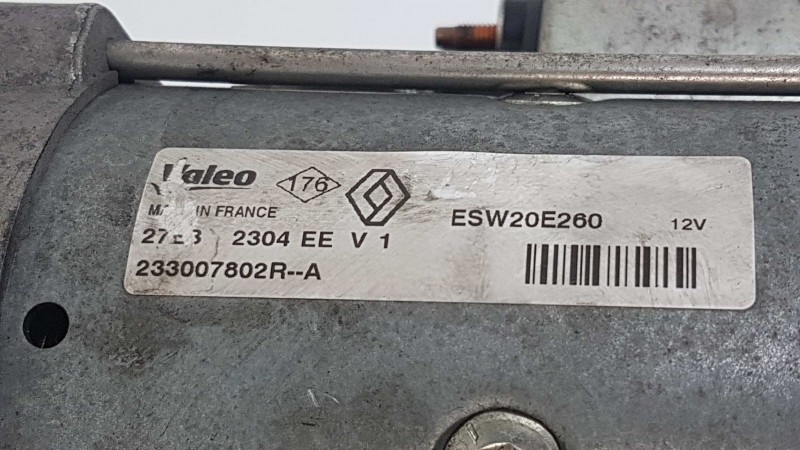 Valeo 176
IN FRANCE ESW20E260 12V
2304 EE V 1
233007802R--A